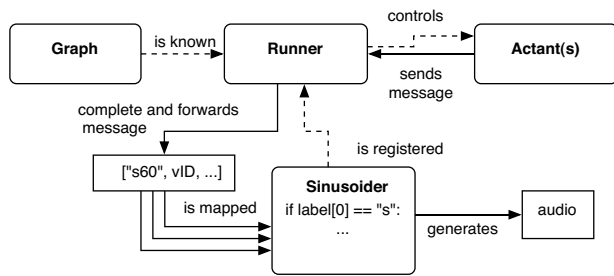 controls
Graph
is known
Runner
Actant(s)
sends
message
complete and forwards
message
is registered
["s60", vID, ...]
is mapped
Sinusoider
if label[0] == "s":
...
generates
audio